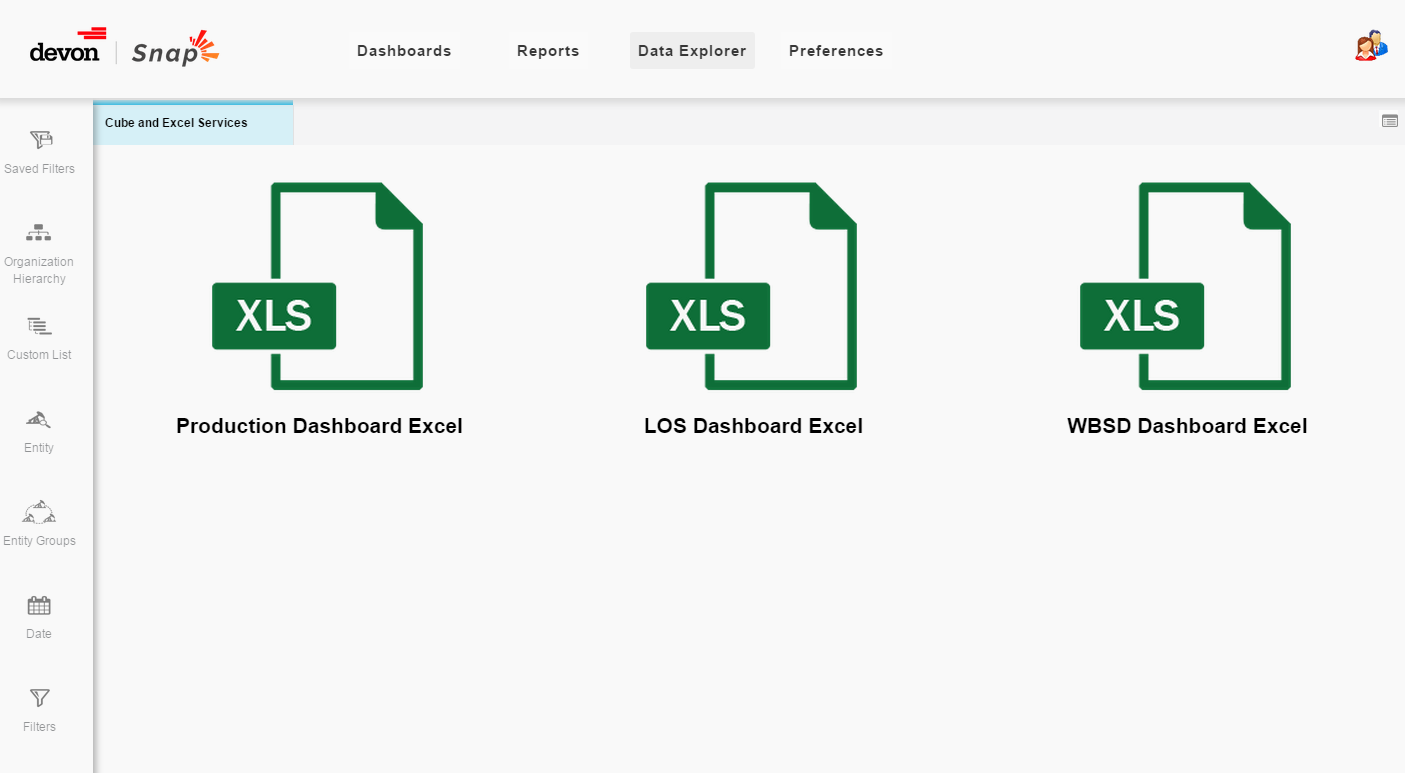 devon | Snap
Dashboards
Reports
Data Explorer
Preferences
Cube and Excel Services
Saved Filters
Organization
Hierarchy
Custom List
Entity
Entity Groups
Date
Filters
XLS
Production Dashboard Excel
XLS
LOS Dashboard Excel
XLS
WBSD Dashboard Excel